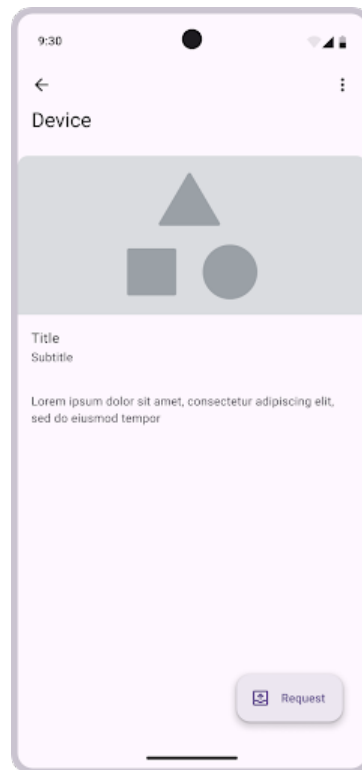 9:30
Device
Title
Subtitle
Lorem ipsum dolor sit amet, consectetur adipiscing elit,
sed do eiusmod tempor
Request